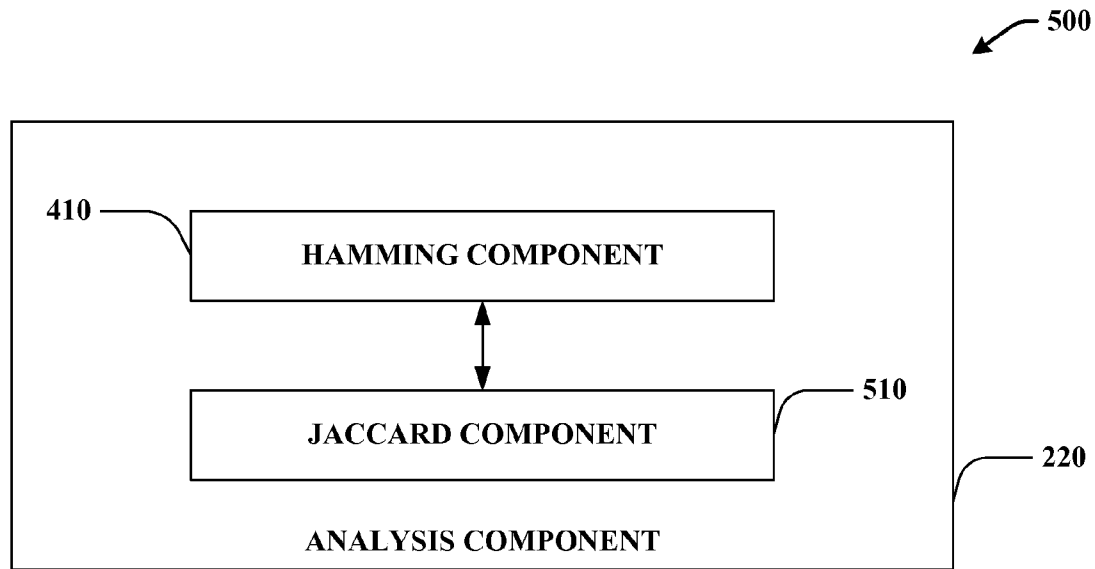 500
410
HAMMING COMPONENT
510
JACCARD COMPONENT
220
ANALYSIS COMPONENT